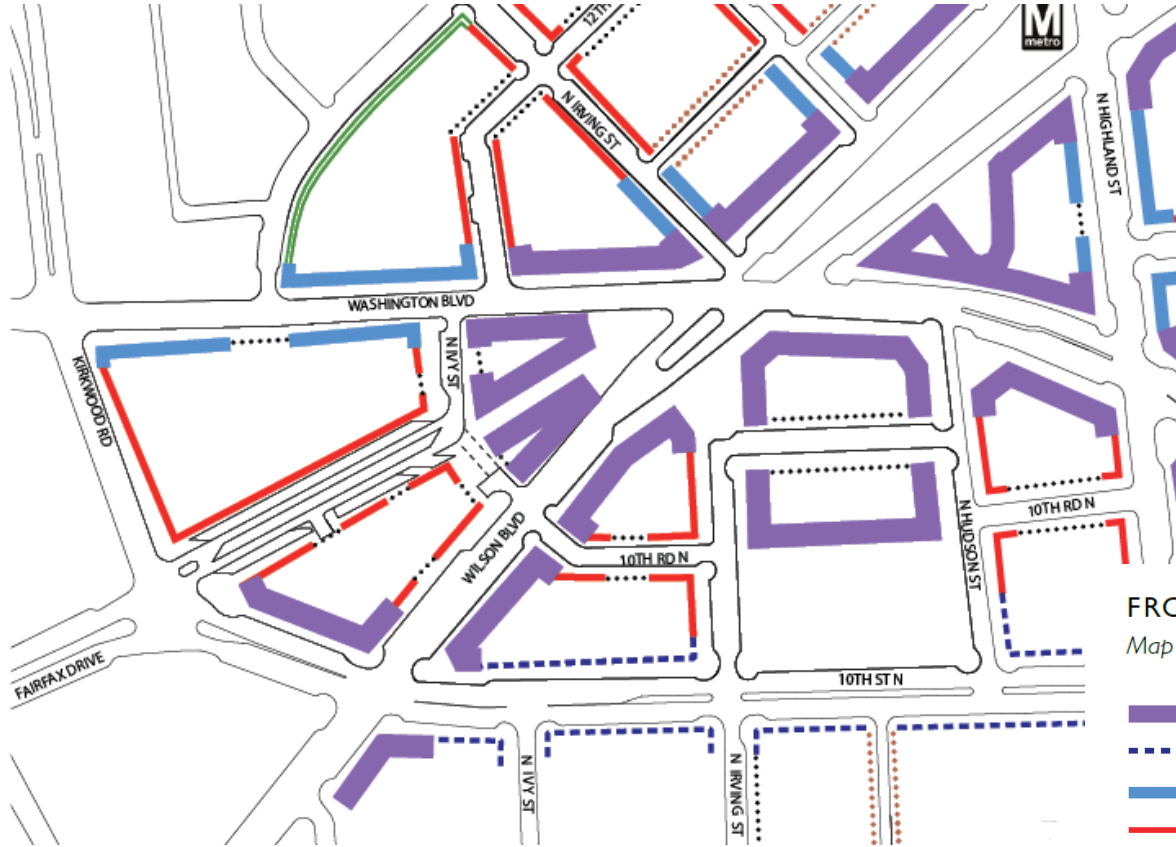 12TH
M
metro
N IRVING ST
N HIGHLAND ST
WASHINGTON BLVD
KIRKWOOD RD
N IVY ST
WILSON BLVD
10TH RD N
10TH RD N
N HUDSON ST
FRO
Map
FAIRFAX DRIVE
10TH ST N
N IVY ST
N IRVING ST